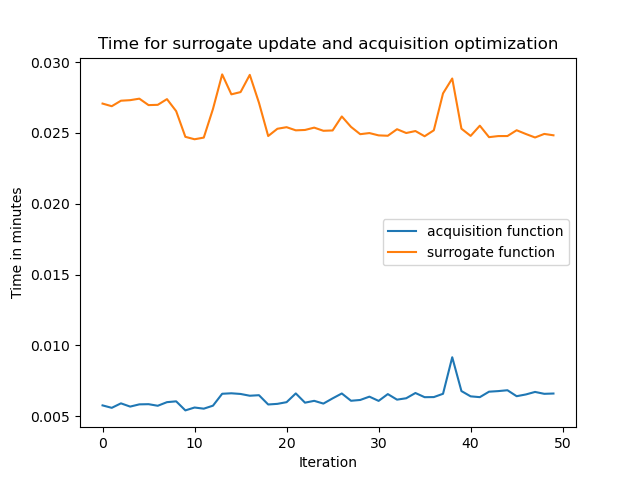 Time for surrogate update and acquisition optimization
0.030
0.025
0.020
0.015
0.010
0.005
Time in minutes
acquisition function
surrogate function
0
10
20
30
40
50
Iteration